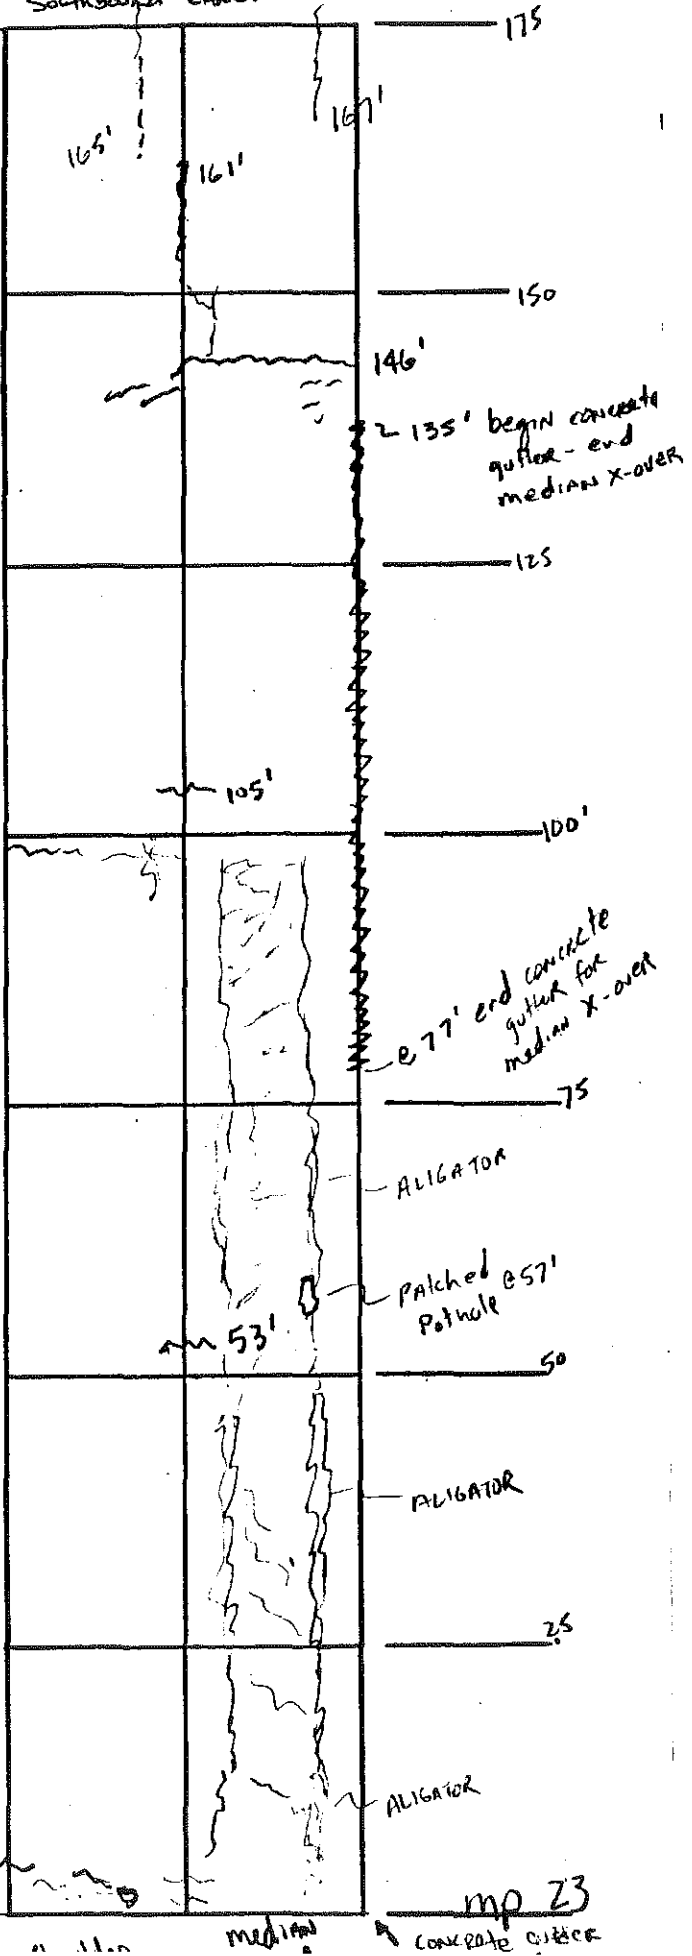 SOUTHBOUND
175
167'
165'
161'
150
146'
135' begin concrete
gutter - end
median X-over
125
105'
100'
@ 77' end concrete
gutter for
median X-over
75
ALIGATOR
Patched @ 57'
Pothole
53'
50
ALIGATOR
25
ALIGATOR
mp 23
median
CONCRETE GUTTER